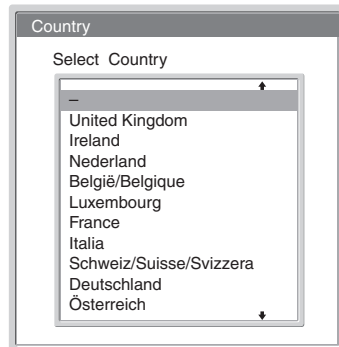 Country
Select Country
–
United Kingdom
Ireland
Nederland
België/Belgique
Luxembourg
France
Italia
Schweiz/Suisse/Svizzera
Deutschland
Österreich